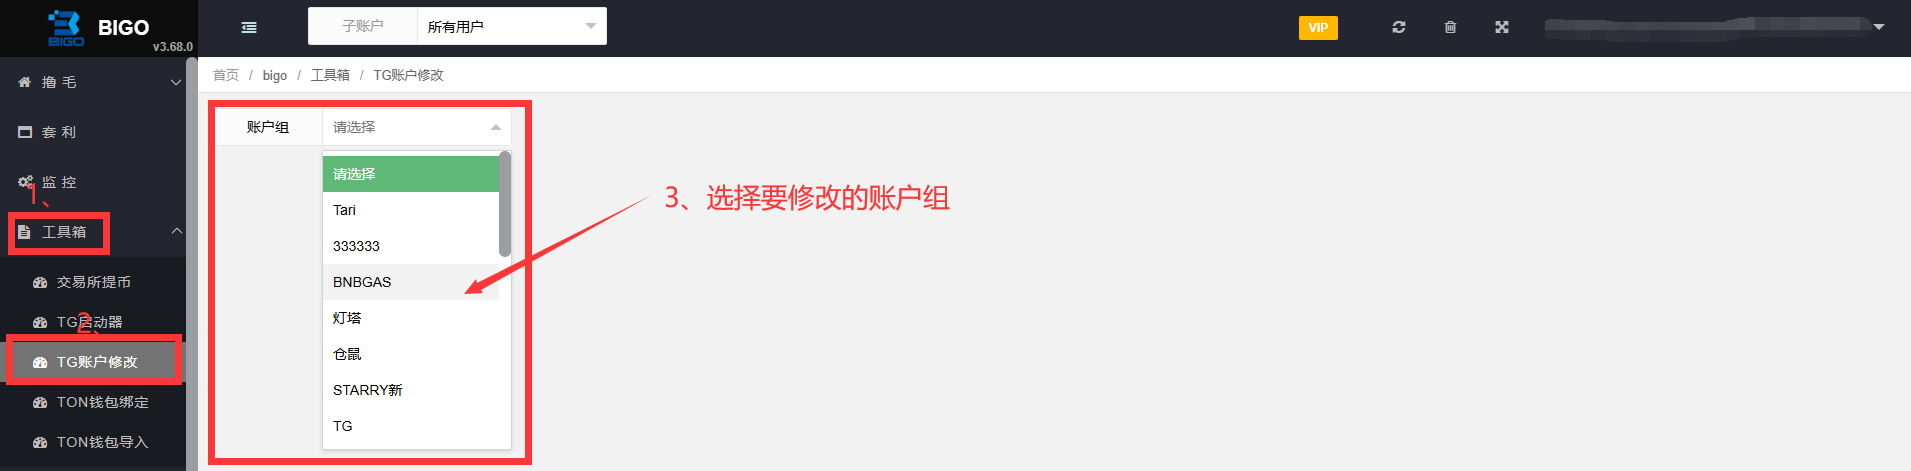 BIGO
BIGO
v3.68.0
子账户
所有用户
VIP
撸毛
套利
监控
1、
工具箱
交易所提币
TG启动器
2、
TG账户修改
TON钱包绑定
TON钱包导入
首页 / bigo / 工具箱 / TG账户修改
账户组
请选择
请选择
Tari
333333
BNBGAS
灯塔
仓鼠
STARRY新
TG
3、选择要修改的账户组